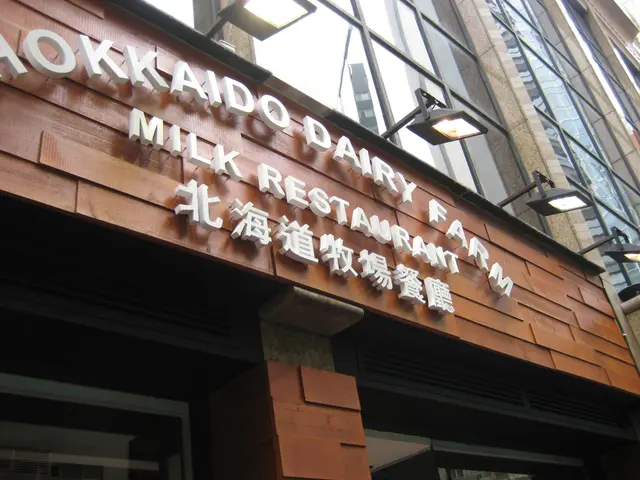 HOKKAIDO DAIRY FARM
MILK RESTAURANT
北海道牧場餐廳